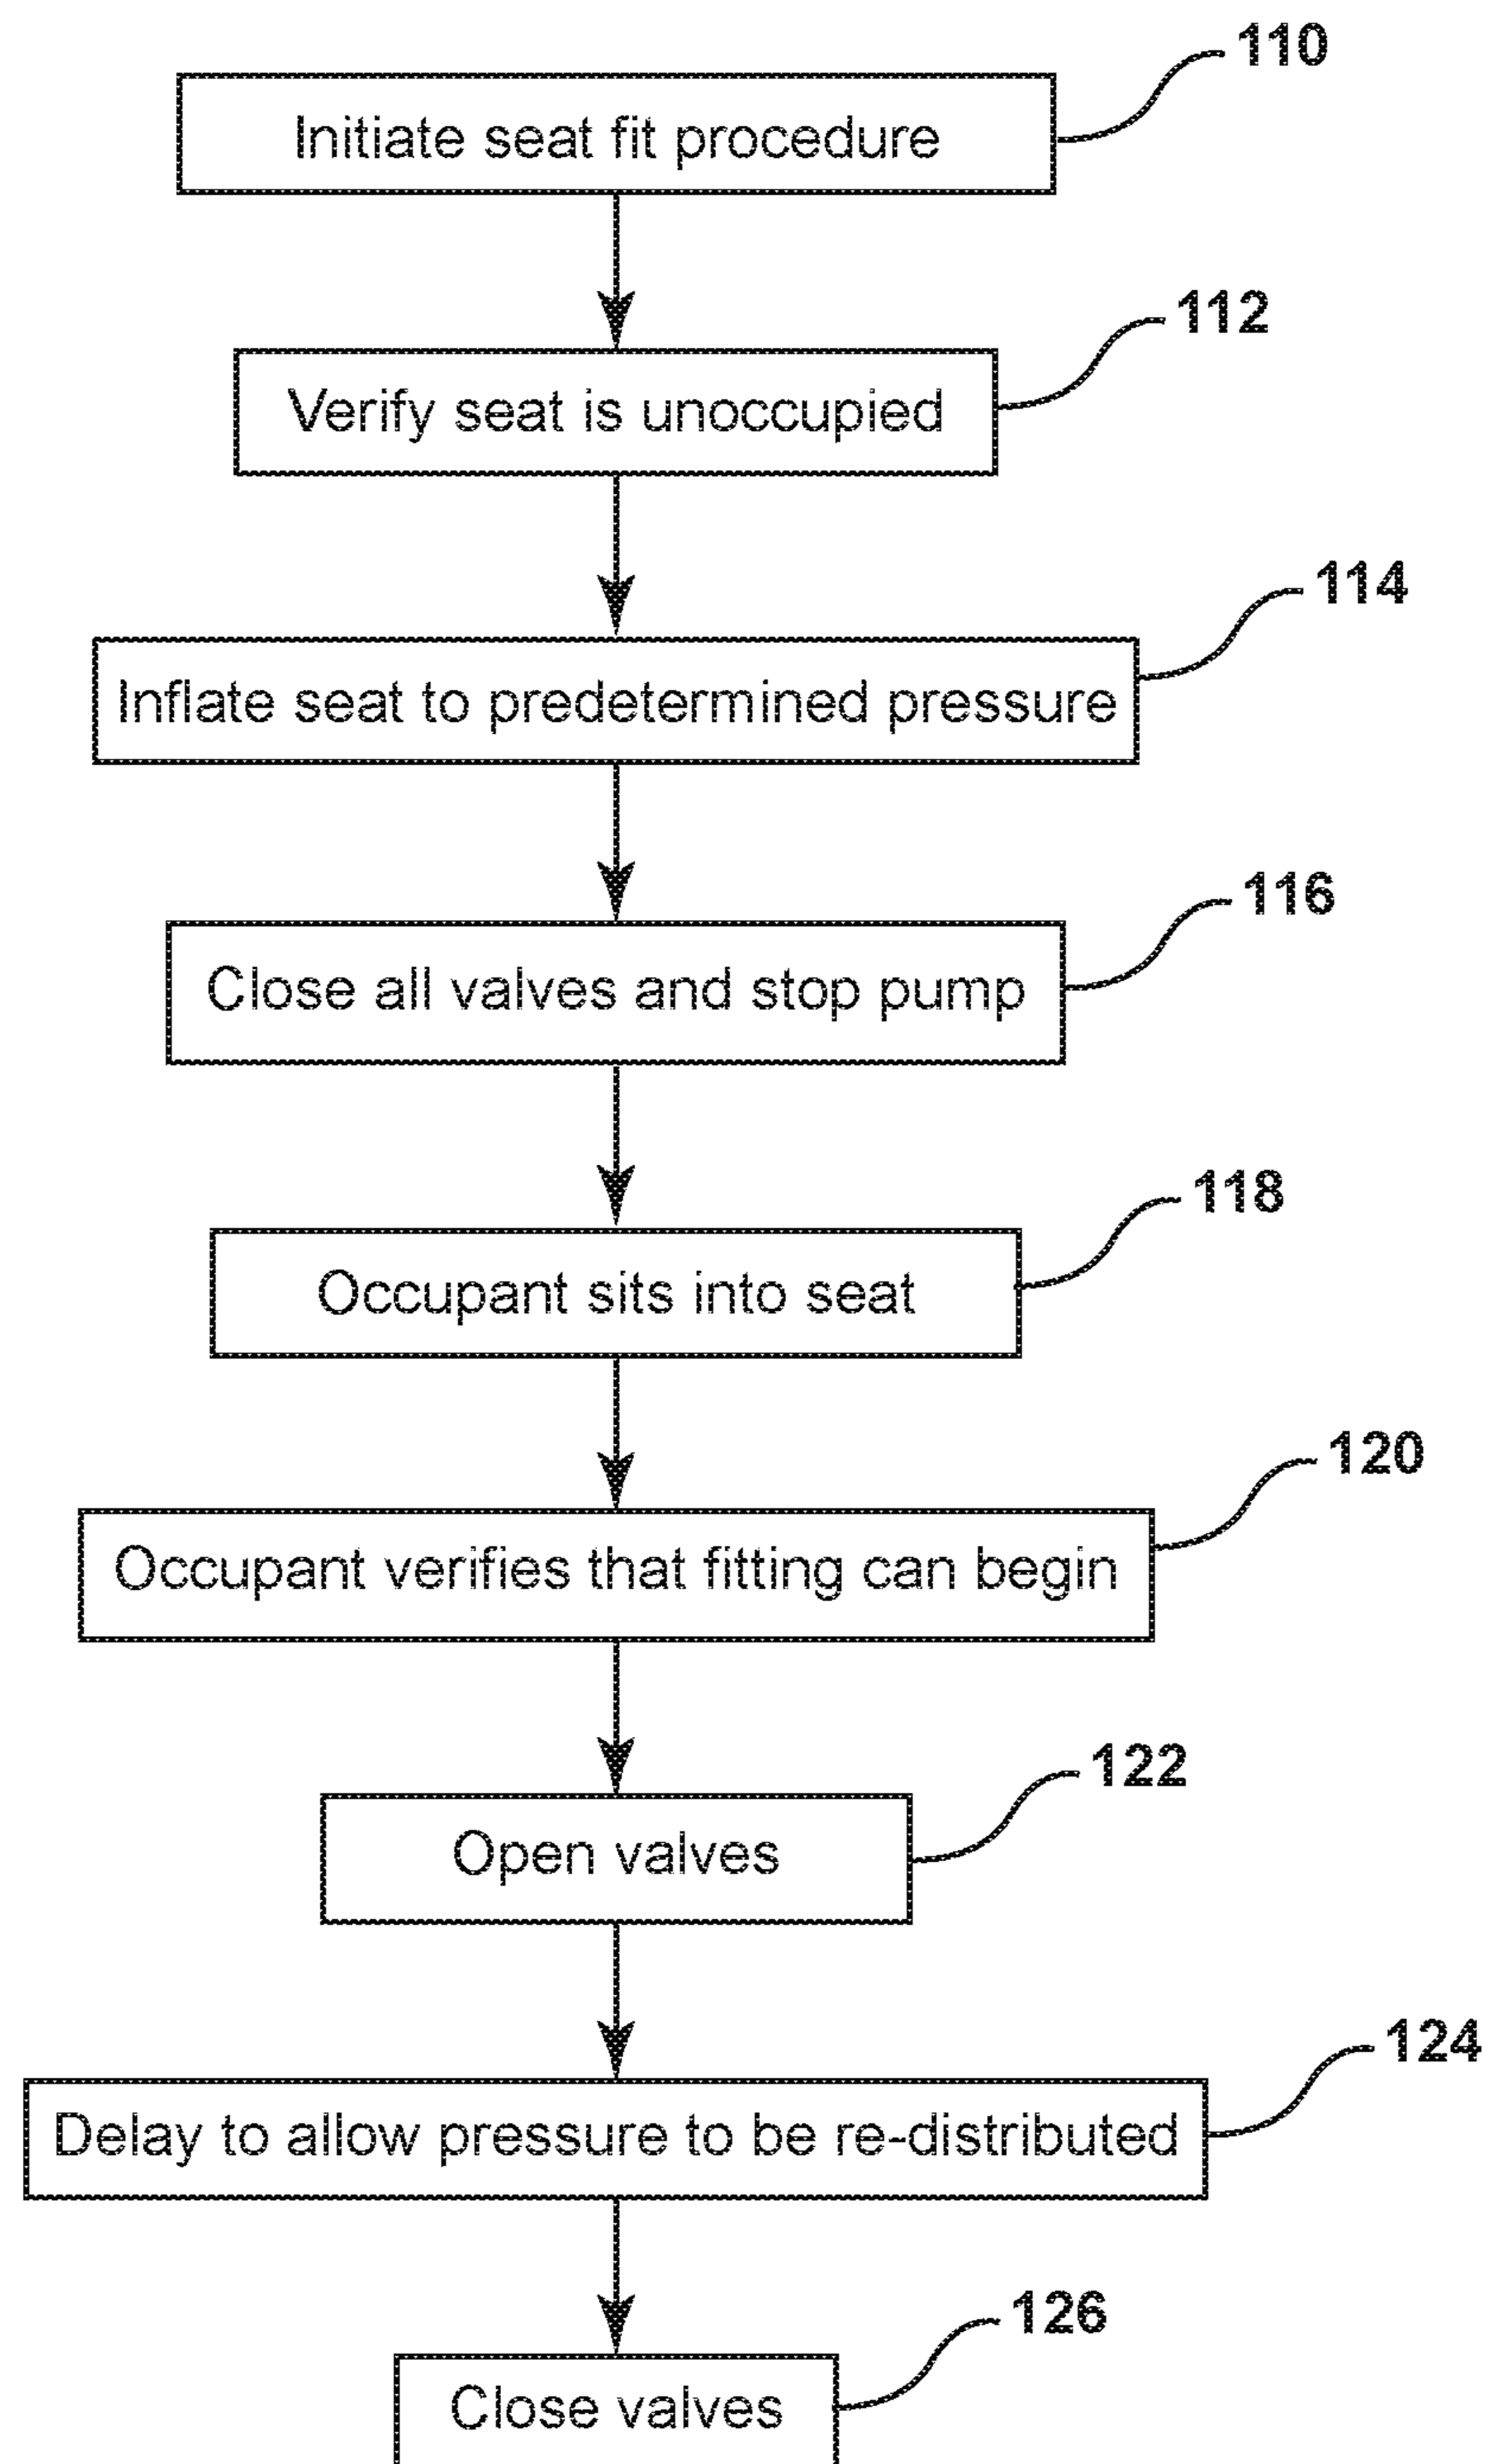 110
Initiate seat fit procedure
112
Verify seat is unoccupied
114
Inflate seat to predetermined pressure
116
Close all valves and stop pump
118
Occupant sits into seat
120
Occupant verifies that fitting can begin
122
Open valves
124
Delay to allow pressure to be re-distributed
126
Close valves